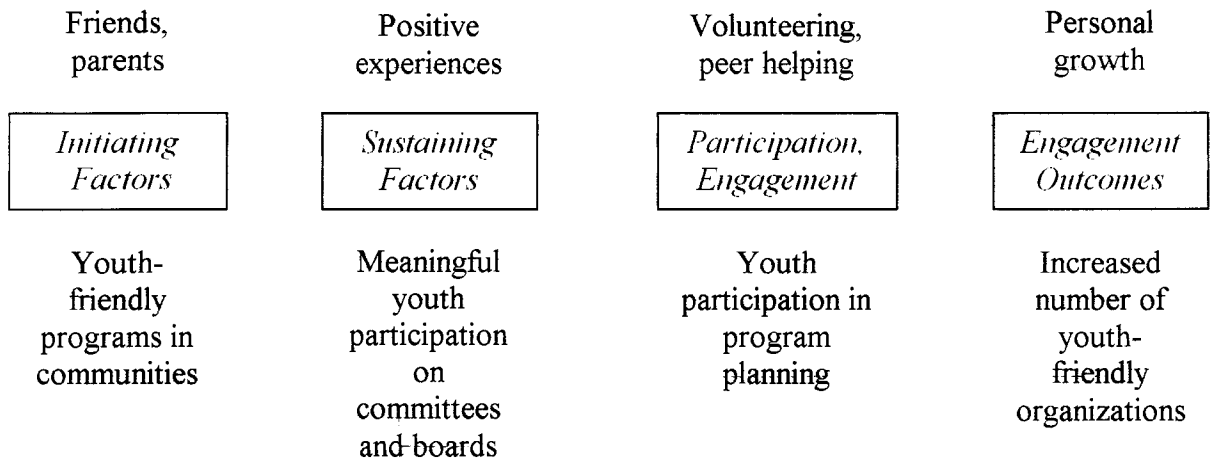 Friends,
parents
Positive
experiences
Volunteering,
peer helping
Personal
growth
Initiating
Factors
Sustaining
Factors
Participation,
Engagement
Engagement
Outcomes
Youth-
friendly
programs in
communities
Meaningful
youth
participation
on
committees
and boards
Youth
participation in
program
planning
Increased
number of
youth-
friendly
organizations